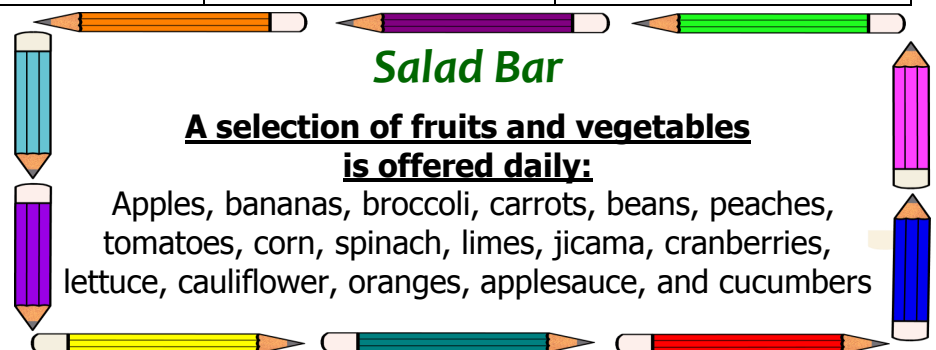 Salad Bar
A selection of fruits and vegetables
is offered daily:
Apples, bananas, broccoli, carrots, beans, peaches,
tomatoes, corn, spinach, limes, jicama, cranberries,
lettuce, cauliflower, oranges, applesauce, and cucumbers